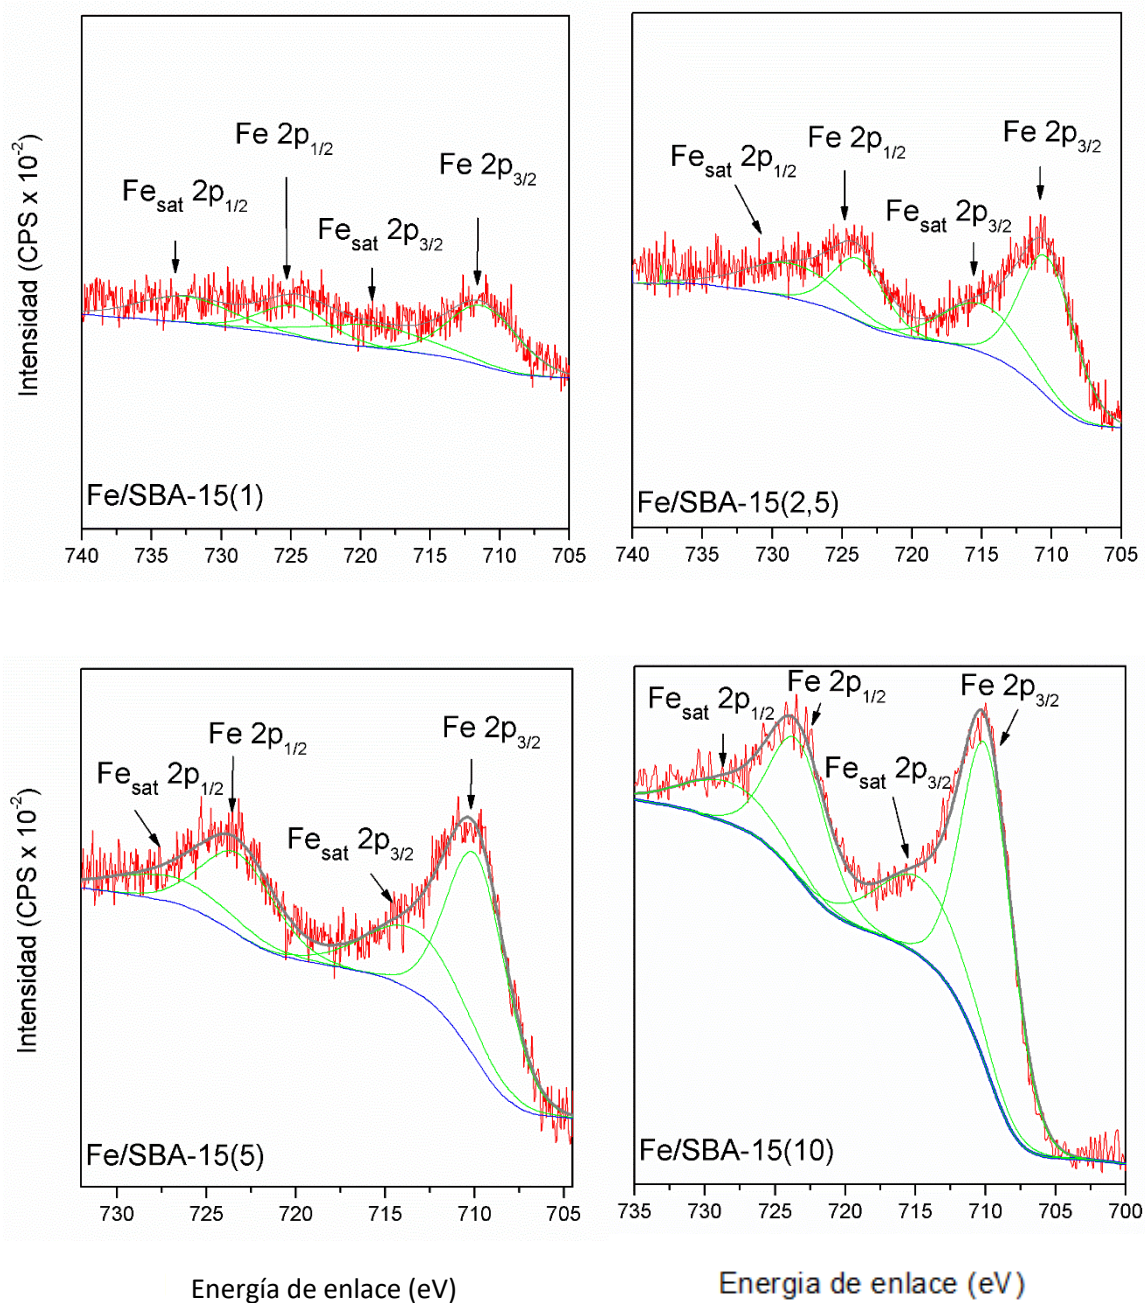 Intensidad (CPS x 10⁻²)
Fe 2p₁/₂
Fe 2p₃/₂
Feₛₐₜ 2p₁/₂
Feₛₐₜ 2p₃/₂
Fe/SBA-15(1)
740 735 730 725 720 715 710 705
Fe 2p₁/₂
Fe 2p₃/₂
Feₛₐₜ 2p₁/₂
Feₛₐₜ 2p₃/₂
Fe/SBA-15(2,5)
740 735 730 725 720 715 710 705
Intensidad (CPS x 10⁻²)
Fe 2p₁/₂
Fe 2p₃/₂
Feₛₐₜ 2p₁/₂
Feₛₐₜ 2p₃/₂
Fe/SBA-15(5)
730 725 720 715 710 705
Energía de enlace (eV)
Fe 2p₁/₂
Fe 2p₃/₂
Feₛₐₜ 2p₁/₂
Feₛₐₜ 2p₃/₂
Fe/SBA-15(10)
735 730 725 720 715 710 705 700
Energia de enlace (eV)